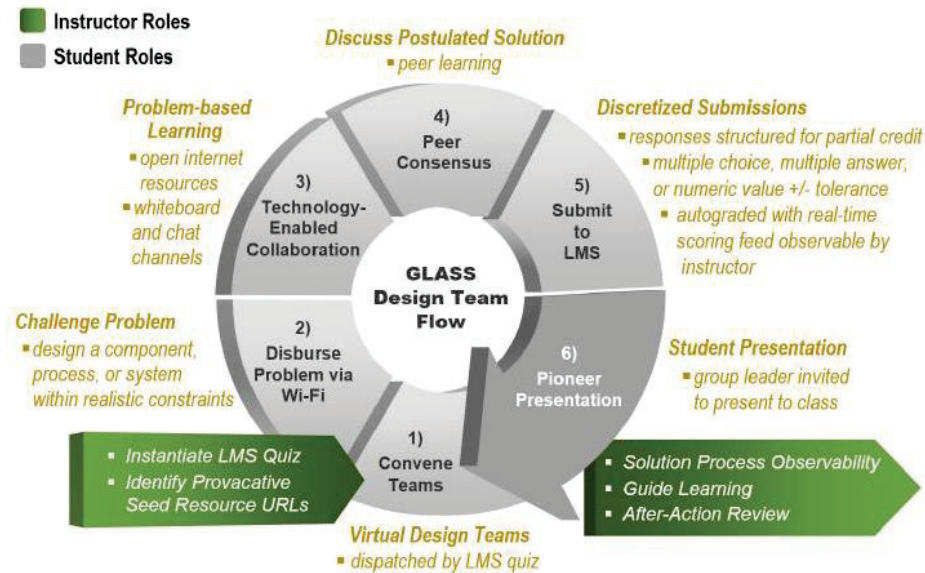 Instructor Roles
Student Roles
Discuss Postulated Solution
▪ peer learning
Problem-based
Learning
▪ open internet
resources
▪ whiteboard
and chat
channels
Discretized Submissions
▪ responses structured for partial credit
▪ multiple choice, multiple answer,
or numeric value +/- tolerance
▪ autograded with real-time
scoring feed observable by
instructor
4)
Peer
Consensus
3)
Technology-
Enabled
Collaboration
5)
Submit
to
LMS
GLASS
Design Team
Flow
Challenge Problem
▪ design a component,
process, or system
within realistic constraints
2)
Disburse
Problem via
Wi-Fi
6)
Pioneer
Presentation
Student Presentation
▪ group leader invited
to present to class
1)
Convene
Teams
▪ Instantiate LMS Quiz
▪ Identify Provacative
Seed Resource URLs
▪ Solution Process Observability
▪ Guide Learning
▪ After-Action Review
Virtual Design Teams
▪ dispatched by LMS quiz